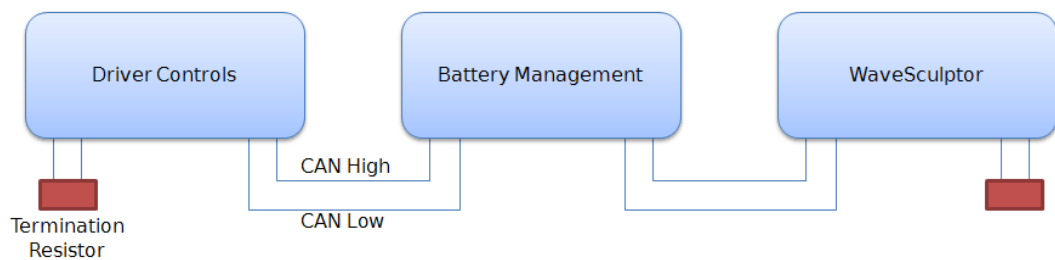 Driver Controls
Battery Management
WaveSculptor
CAN High
CAN Low
Termination
Resistor